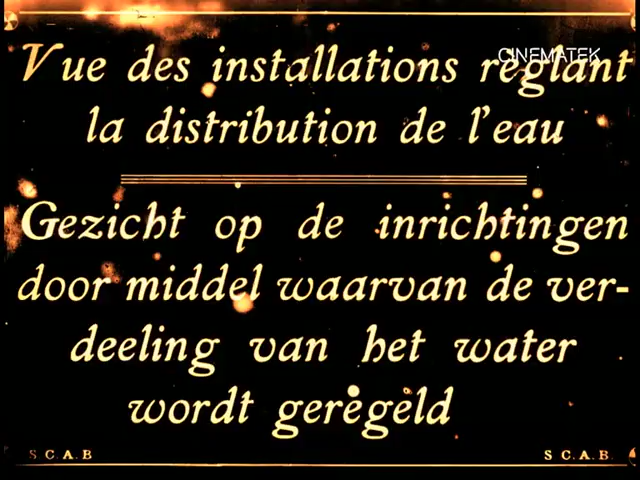 CINEMATEK
Vue des installations réglant
la distribution de l'eau
Gezicht op de inrichtingen
door middel waarvan de ver-
deeling van het water
wordt geregeld
S.C.A.B
S.C.A.B.